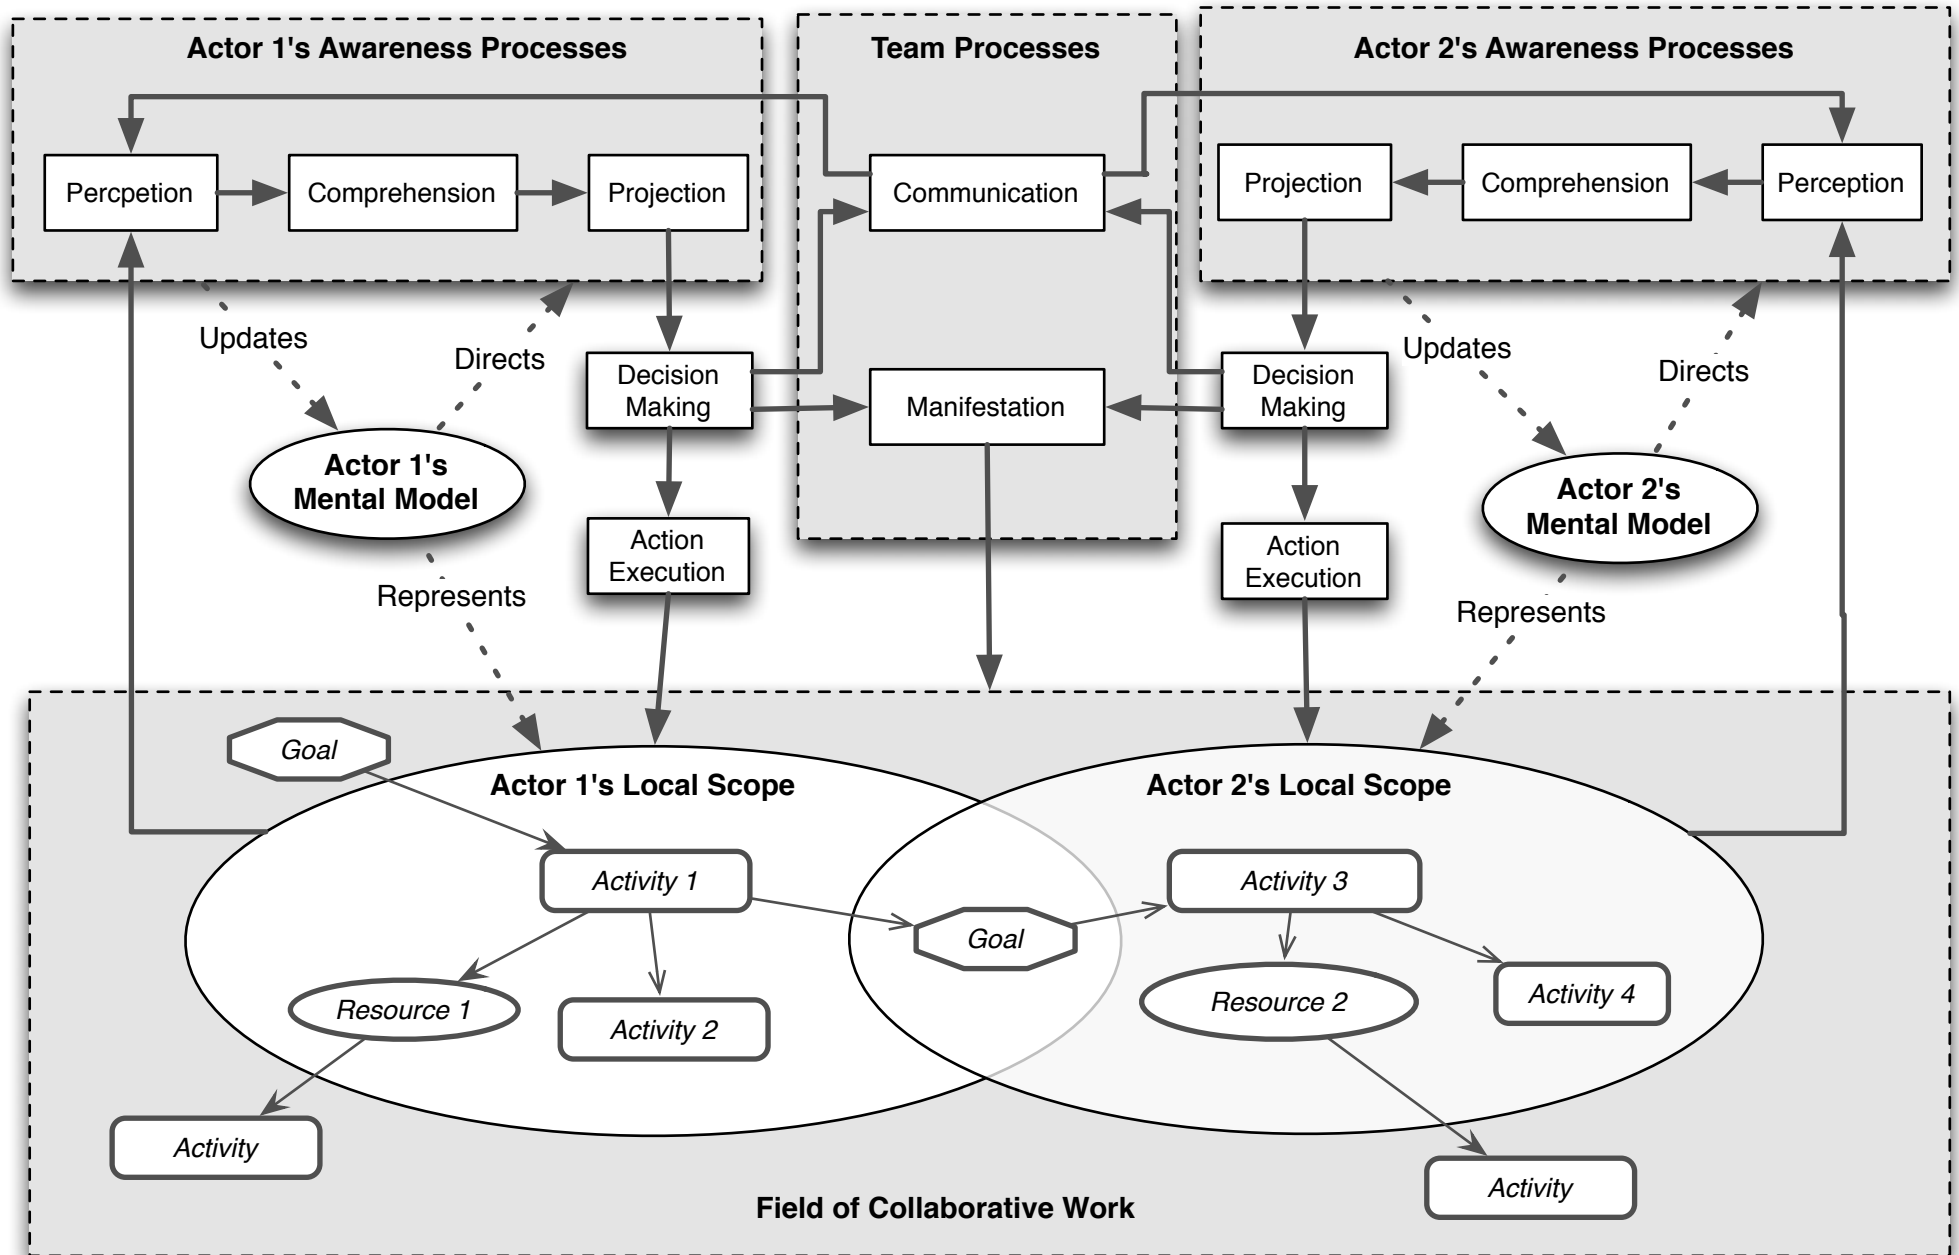 Actor 1's Awareness Processes
Team Processes
Actor 2's Awareness Processes
Percpetion
Comprehension
Projection
Communication
Projection
Comprehension
Perception
Updates
Directs
Decision
Making
Manifestation
Decision
Making
Updates
Directs
Actor 1's
Mental Model
Actor 2's
Mental Model
Action
Execution
Action
Execution
Represents
Represents
Goal
Actor 1's Local Scope
Actor 2's Local Scope
Activity 1
Activity 3
Goal
Resource 1
Activity 2
Resource 2
Activity 4
Activity
Activity
Field of Collaborative Work